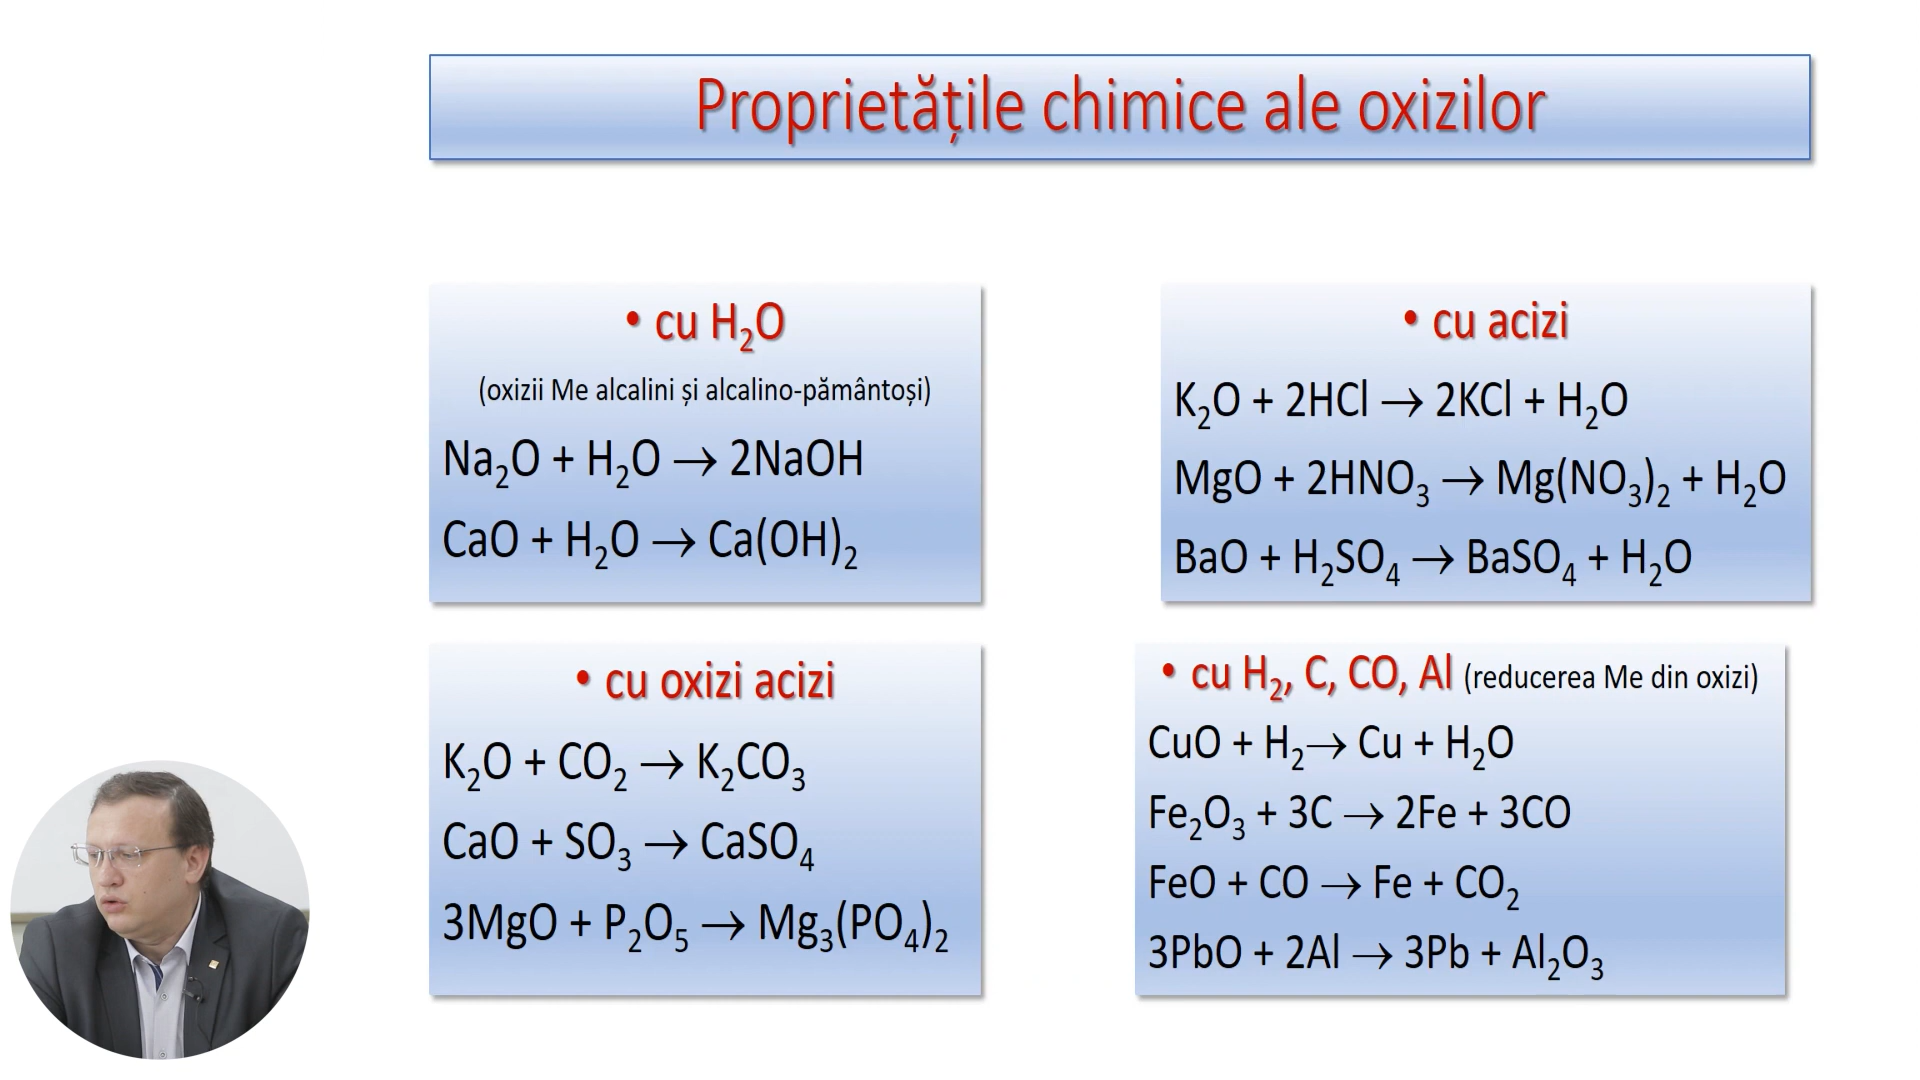 Proprietățile chimice ale oxizilor
• cu H₂O
(oxizii Me alcalini și alcalino-pământoși)
Na₂O + H₂O → 2NaOH
CaO + H₂O → Ca(OH)₂
• cu acizi
K₂O + 2HCl → 2KCl + H₂O
MgO + 2HNO₃ → Mg(NO₃)₂ + H₂O
BaO + H₂SO₄ → BaSO₄ + H₂O
• cu oxizi acizi
K₂O + CO₂ → K₂CO₃
CaO + SO₃ → CaSO₄
3MgO + P₂O₅ → Mg₃(PO₄)₂
• cu H₂, C, CO, Al (reducerea Me din oxizi)
CuO + H₂→ Cu + H₂O
Fe₂O₃ + 3C → 2Fe + 3CO
FeO + CO → Fe + CO₂
3PbO + 2Al → 3Pb + Al₂O₃